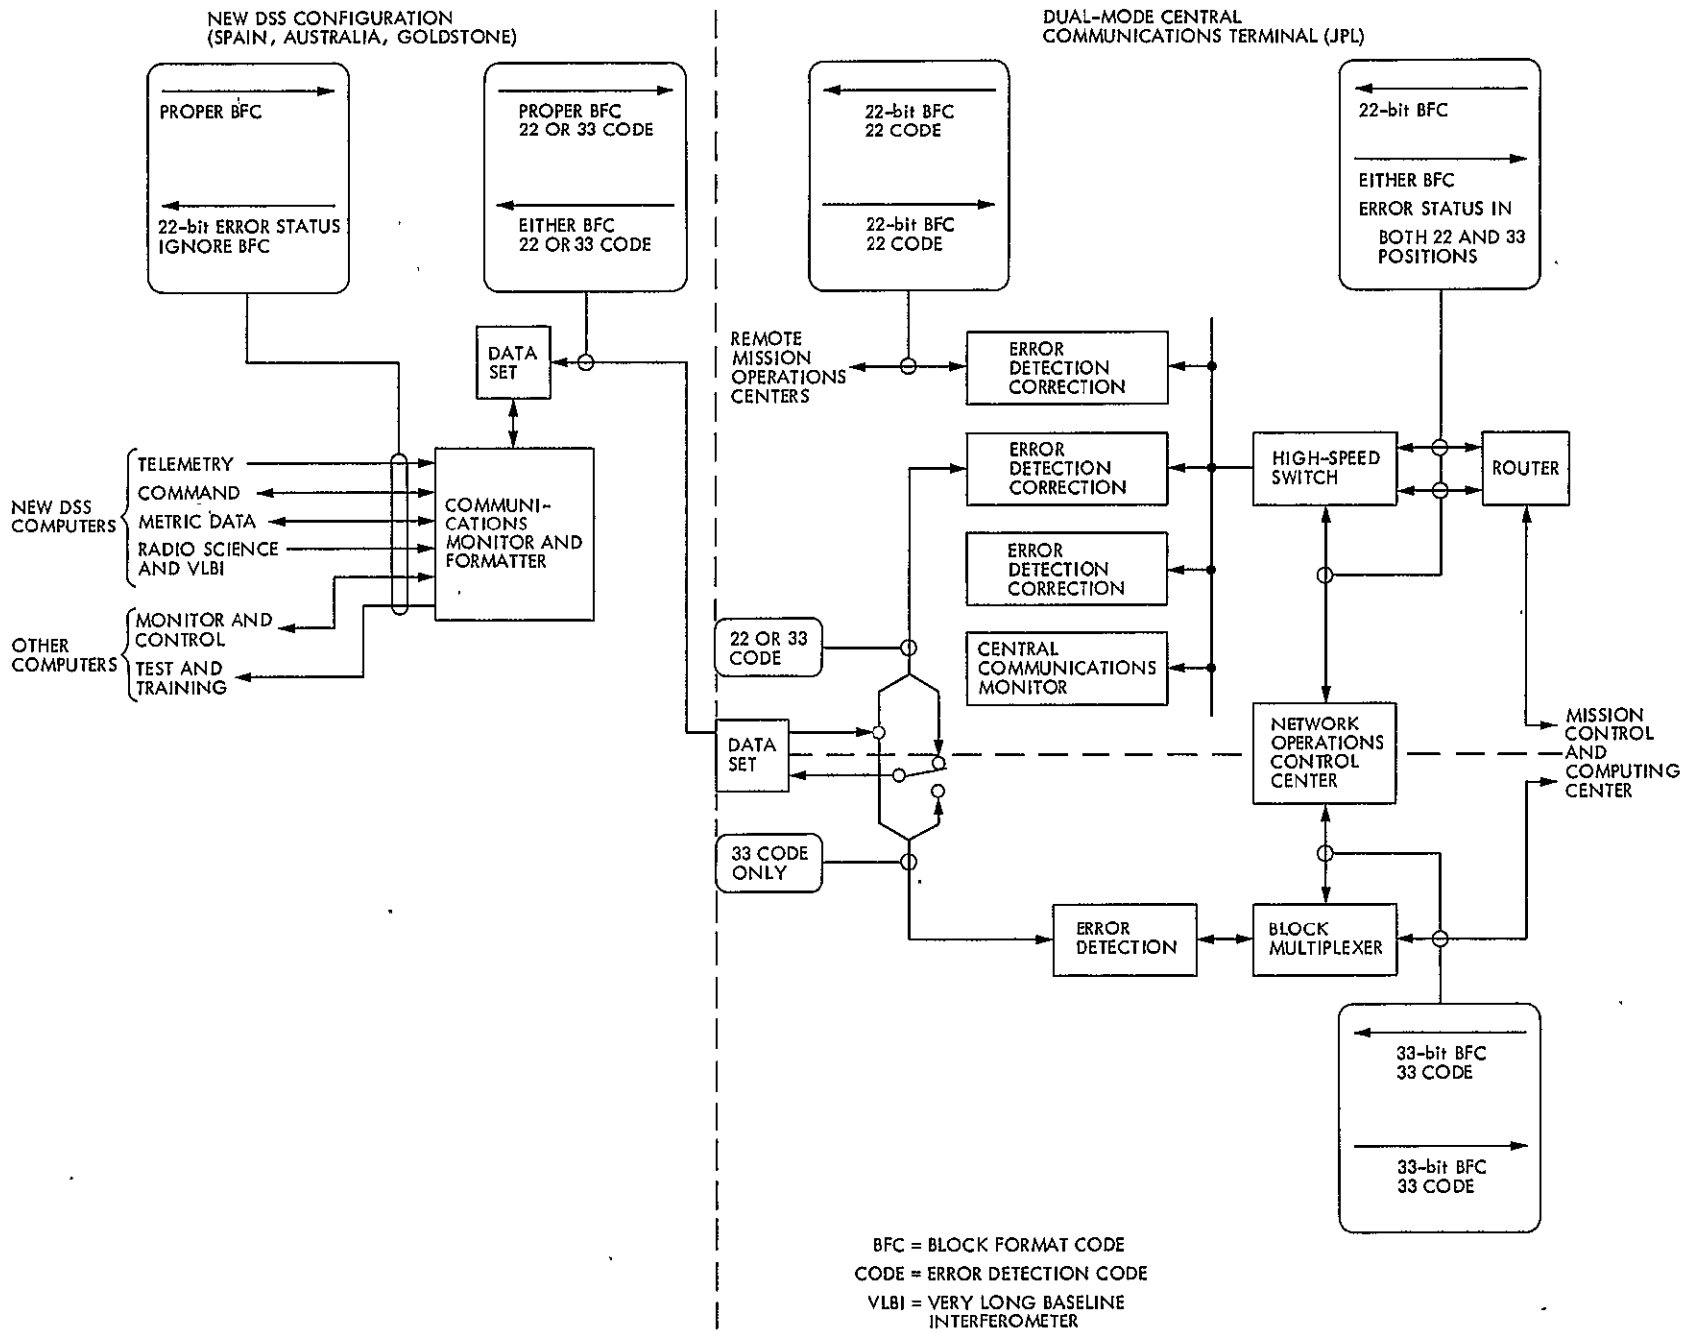 NEW DSS CONFIGURATION
(SPAIN, AUSTRALIA, GOLDSTONE)
DUAL-MODE CENTRAL
COMMUNICATIONS TERMINAL (JPL)
PROPER BFC
22-bit ERROR STATUS
IGNORE BFC
PROPER BFC
22 OR 33 CODE
EITHER BFC
22 OR 33 CODE
22-bit BFC
22 CODE
22-bit BFC
22 CODE
22-bit BFC
EITHER BFC
ERROR STATUS IN
BOTH 22 AND 33
POSITIONS
DATA
SET
REMOTE
MISSION
OPERATIONS
CENTERS
ERROR
DETECTION
CORRECTION
NEW DSS
COMPUTERS
TELEMETRY
COMMAND
METRIC DATA
RADIO SCIENCE
AND VLBI
OTHER
COMPUTERS
MONITOR AND
CONTROL
TEST AND
TRAINING
COMMUNI-
CATIONS
MONITOR AND
FORMATTER
ERROR
DETECTION
CORRECTION
HIGH-SPEED
SWITCH
ROUTER
ERROR
DETECTION
CORRECTION
22 OR 33
CODE
CENTRAL
COMMUNICATIONS
MONITOR
DATA
SET
NETWORK
OPERATIONS
CONTROL
CENTER
MISSION
CONTROL
AND
COMPUTING
CENTER
33 CODE
ONLY
ERROR
DETECTION
BLOCK
MULTIPLEXER
33-bit BFC
33 CODE
33-bit BFC
33 CODE
BFC = BLOCK FORMAT CODE
CODE = ERROR DETECTION CODE
VLBI = VERY LONG BASELINE
INTERFEROMETER